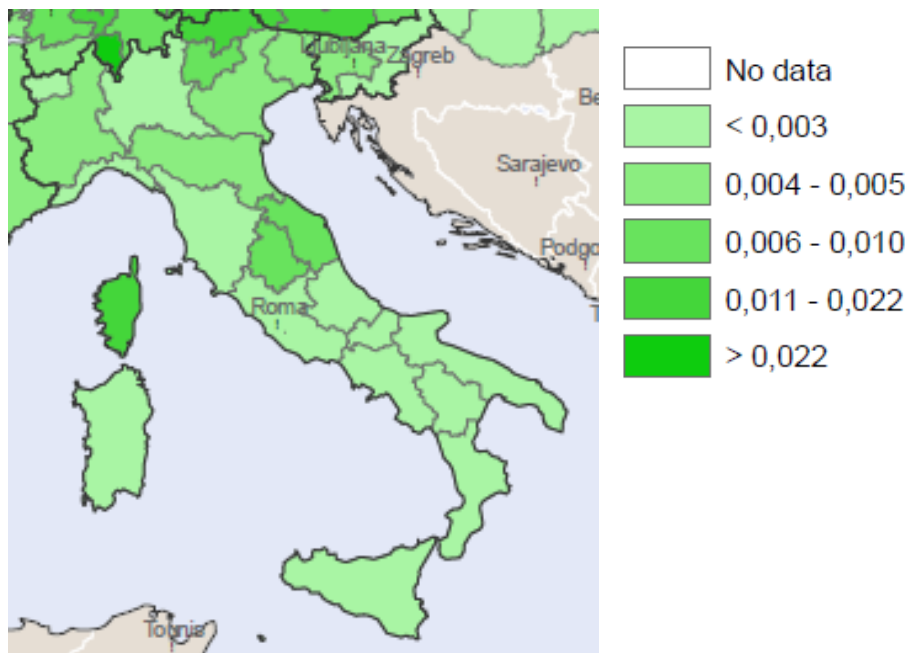 Ljubljana
Zagreb
Be
Sarajevo
Podgo
T
Roma
Tounis
No data
< 0,003
0,004 - 0,005
0,006 - 0,010
0,011 - 0,022
> 0,022